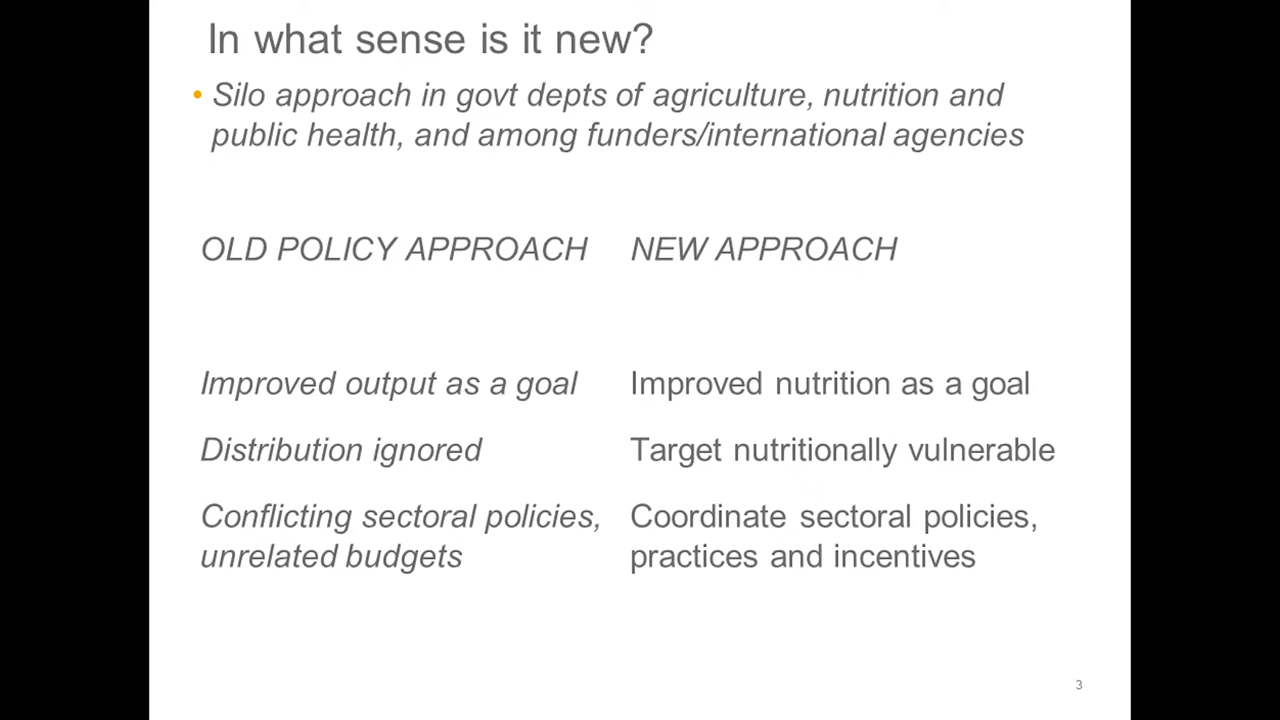 In what sense is it new?
• Silo approach in govt depts of agriculture, nutrition and
public health, and among funders/international agencies
OLD POLICY APPROACH NEW APPROACH
Improved output as a goal Improved nutrition as a goal
Distribution ignored Target nutritionally vulnerable
Conflicting sectoral policies, Coordinate sectoral policies,
unrelated budgets practices and incentives
3